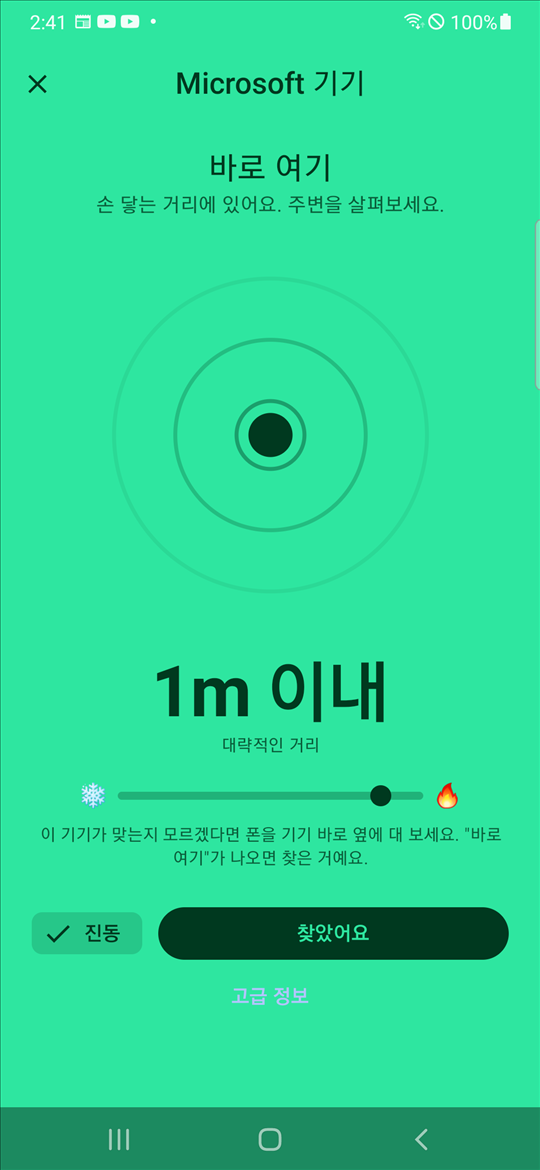 2:41
100%
Microsoft 기기
바로 여기
손 닿는 거리에 있어요. 주변을 살펴보세요.
1m 이내
대략적인 거리
이 기기가 맞는지 모르겠다면 폰을 기기 바로 옆에 대 보세요. "바로
여기"가 나오면 찾은 거예요.
진동
찾았어요
고급 정보